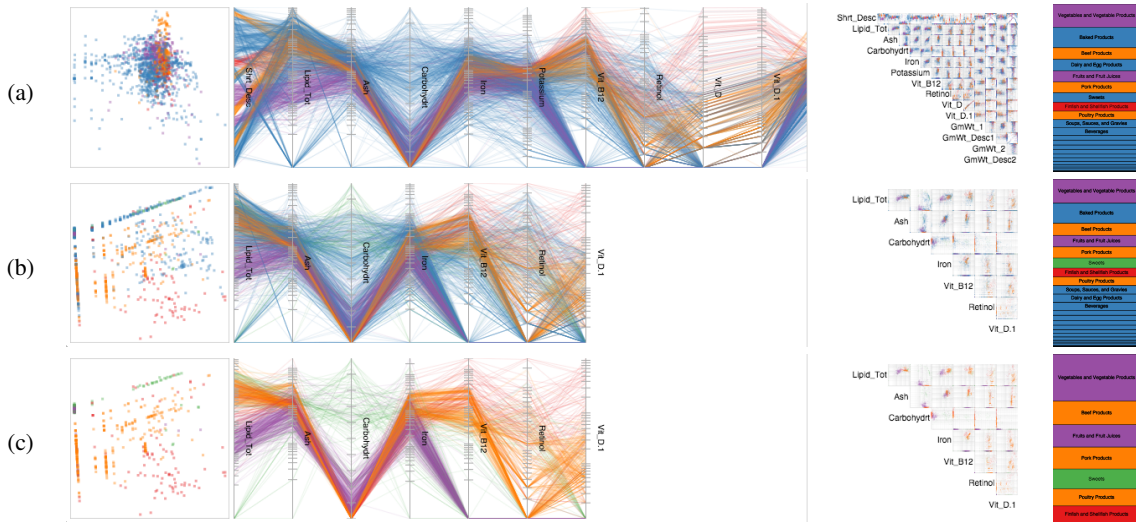 (a)
Shrt_Desc
Lipid_Tot
Ash
Carbohydrt
Iron
Potassium
Vit_B12
Retinol
Vit_D
Vit_D.1
Shrt_Desc
Lipid_Tot
Ash
Carbohydrt
Iron
Potassium
Vit_B12
Retinol
Vit_D
Vit_D.1
GmWt_1
GmWt_Desc1
GmWt_2
GmWt_Desc2
Vegetables and Vegetable Products
Baked Products
Beef Products
Dairy and Egg Products
Fruits and Fruit Juices
Pork Products
Sweets
Finfish and Shellfish Products
Poultry Products
Soups, Sauces, and Gravies
Beverages
(b)
Lipid_Tot
Ash
Carbohydrt
Iron
Vit_B12
Retinol
Vit_D.1
Lipid_Tot
Ash
Carbohydrt
Iron
Vit_B12
Retinol
Vit_D.1
Vegetables and Vegetable Products
Baked Products
Beef Products
Fruits and Fruit Juices
Pork Products
Sweets
Finfish and Shellfish Products
Poultry Products
Soups, Sauces, and Gravies
Dairy and Egg Products
Beverages
(c)
Lipid_Tot
Ash
Carbohydrt
Iron
Vit_B12
Retinol
Vit_D.1
Lipid_Tot
Ash
Carbohydrt
Iron
Vit_B12
Retinol
Vit_D.1
Vegetables and Vegetable Products
Beef Products
Fruits and Fruit Juices
Pork Products
Sweets
Poultry Products
Finfish and Shellfish Products